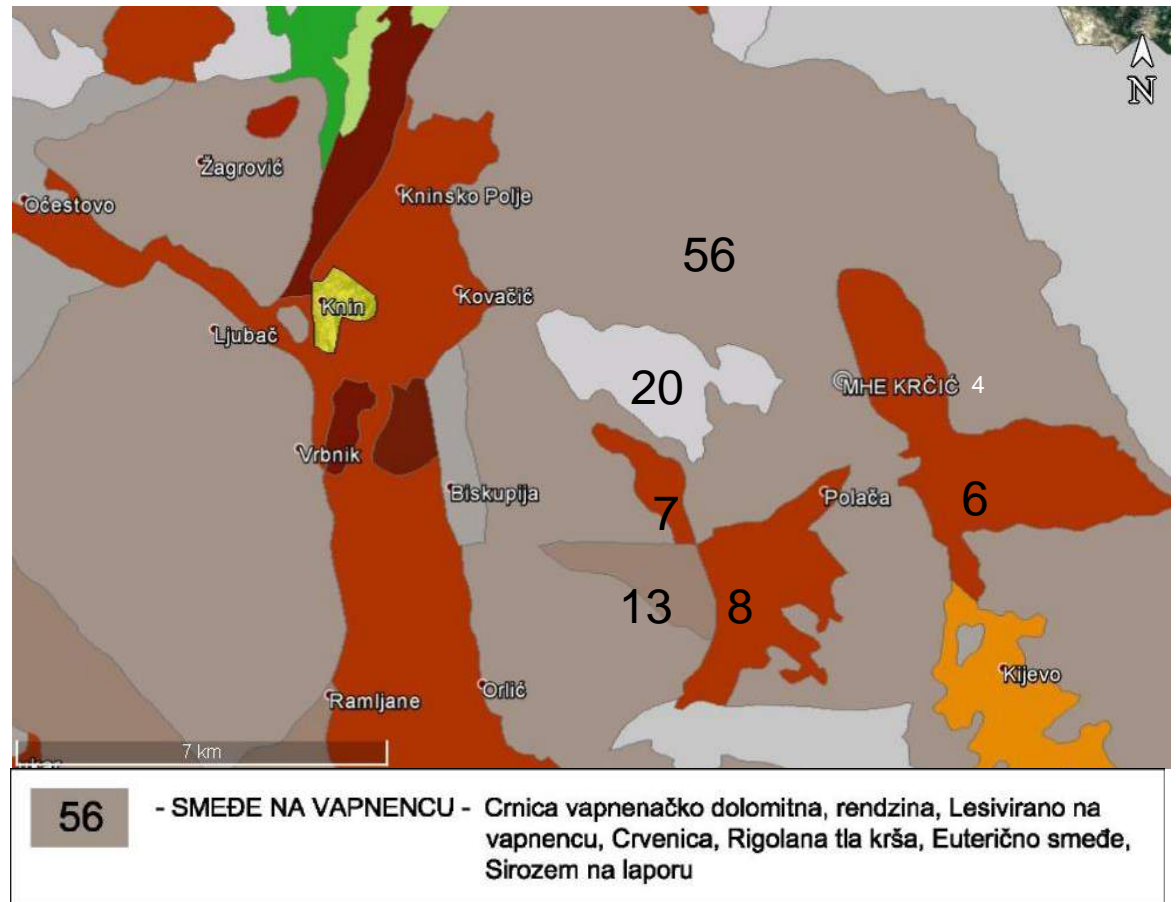 N
Žagrović
Očestovo
Kninsko Polje
56
Knin
Kovačić
Ljubač
20
MHE KRČIĆ 4
Vrbnik
Biskupija
7
Polača
6
13
8
Kijevo
Ramljane
Orlić
7 km
56
- SMEĐE NA VAPNENCU - Crnica vapnenačko dolomitna, rendzina, Lesivirano na
vapnencu, Crvenica, Rigolana tla krša, Euterično smeđe,
Sirozem na laporu